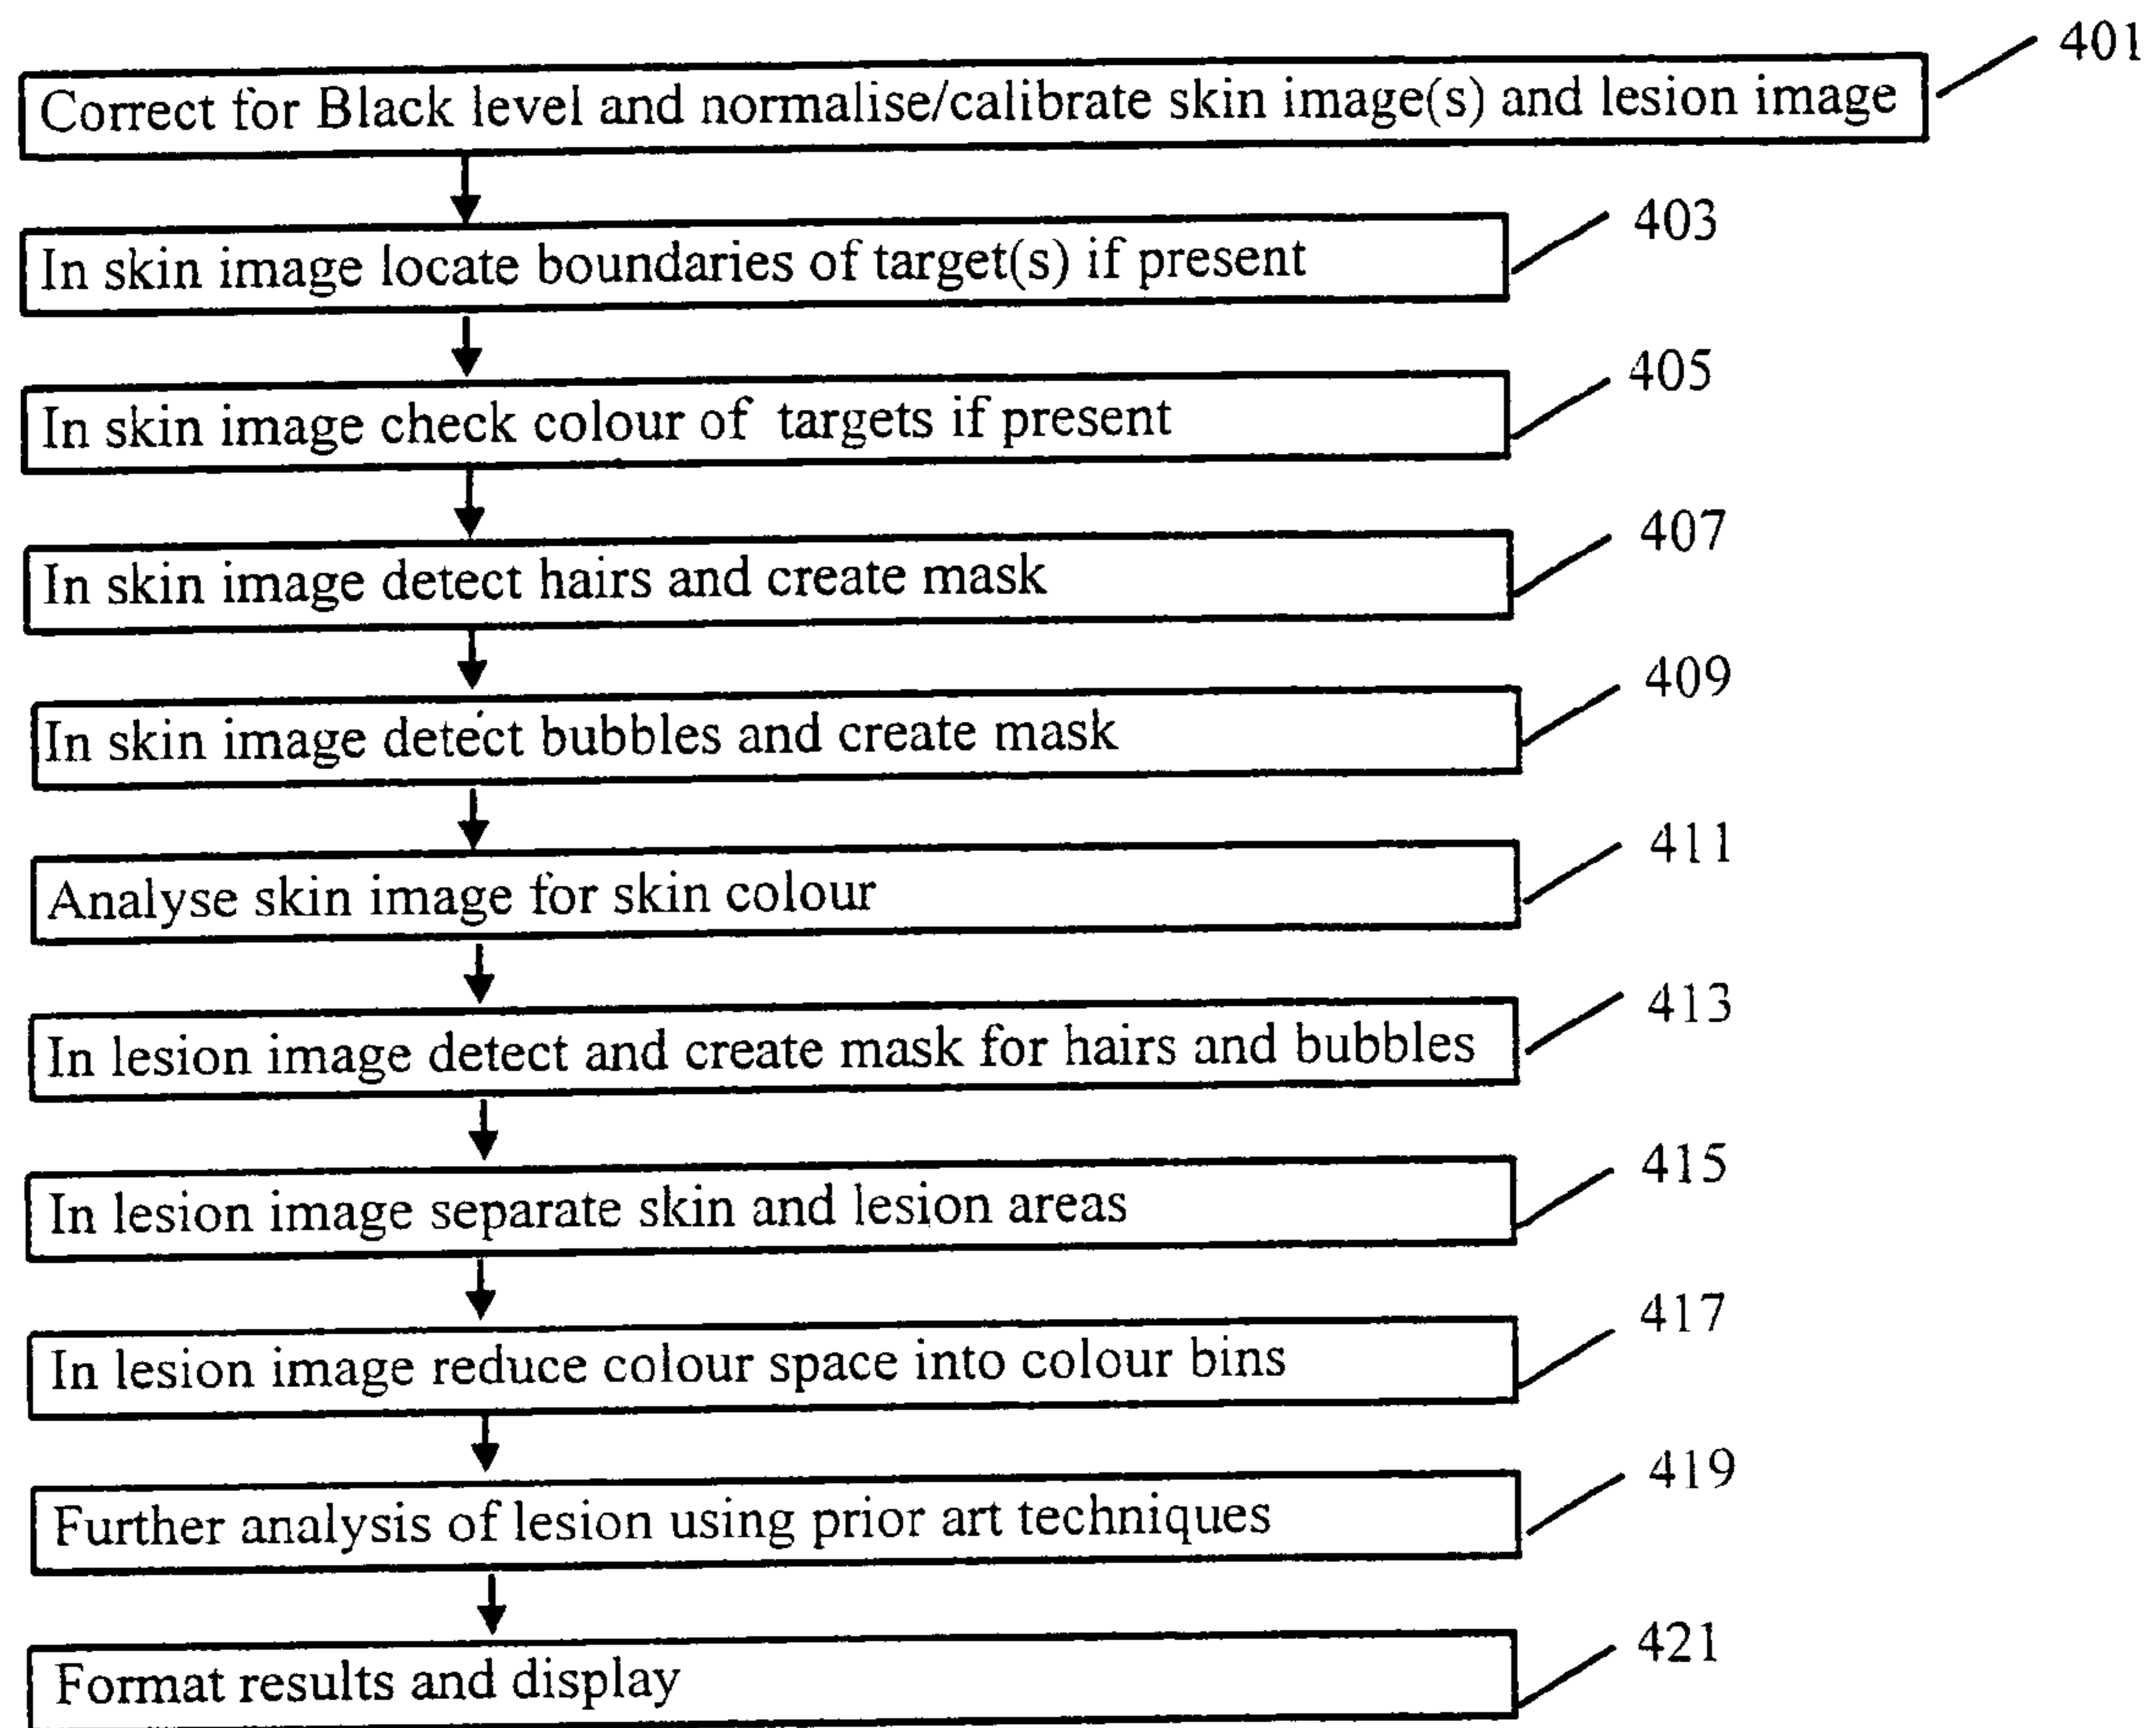 401
Correct for Black level and normalise/calibrate skin image(s) and lesion image
403
In skin image locate boundaries of target(s) if present
405
In skin image check colour of targets if present
407
In skin image detect hairs and create mask
409
In skin image detect bubbles and create mask
411
Analyse skin image for skin colour
413
In lesion image detect and create mask for hairs and bubbles
415
In lesion image separate skin and lesion areas
417
In lesion image reduce colour space into colour bins
419
Further analysis of lesion using prior art techniques
421
Format results and display